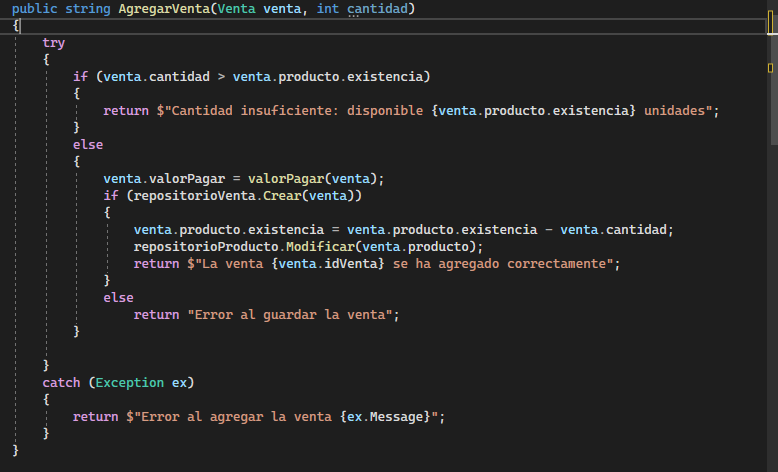 public string AgregarVenta(Venta venta, int cantidad)
{
try
{
if (venta.cantidad > venta.producto.existencia)
{
return $"Cantidad insuficiente: disponible {venta.producto.existencia} unidades";
}
else
{
venta.valorPagar = valorPagar(venta);
if (repositorioVenta.Crear(venta))
{
venta.producto.existencia = venta.producto.existencia - venta.cantidad;
repositorioProducto.Modificar(venta.producto);
return $"La venta {venta.idVenta} se ha agregado correctamente";
}
else
return "Error al guardar la venta";
}
}
catch (Exception ex)
{
return $"Error al agregar la venta {ex.Message}";
}
}